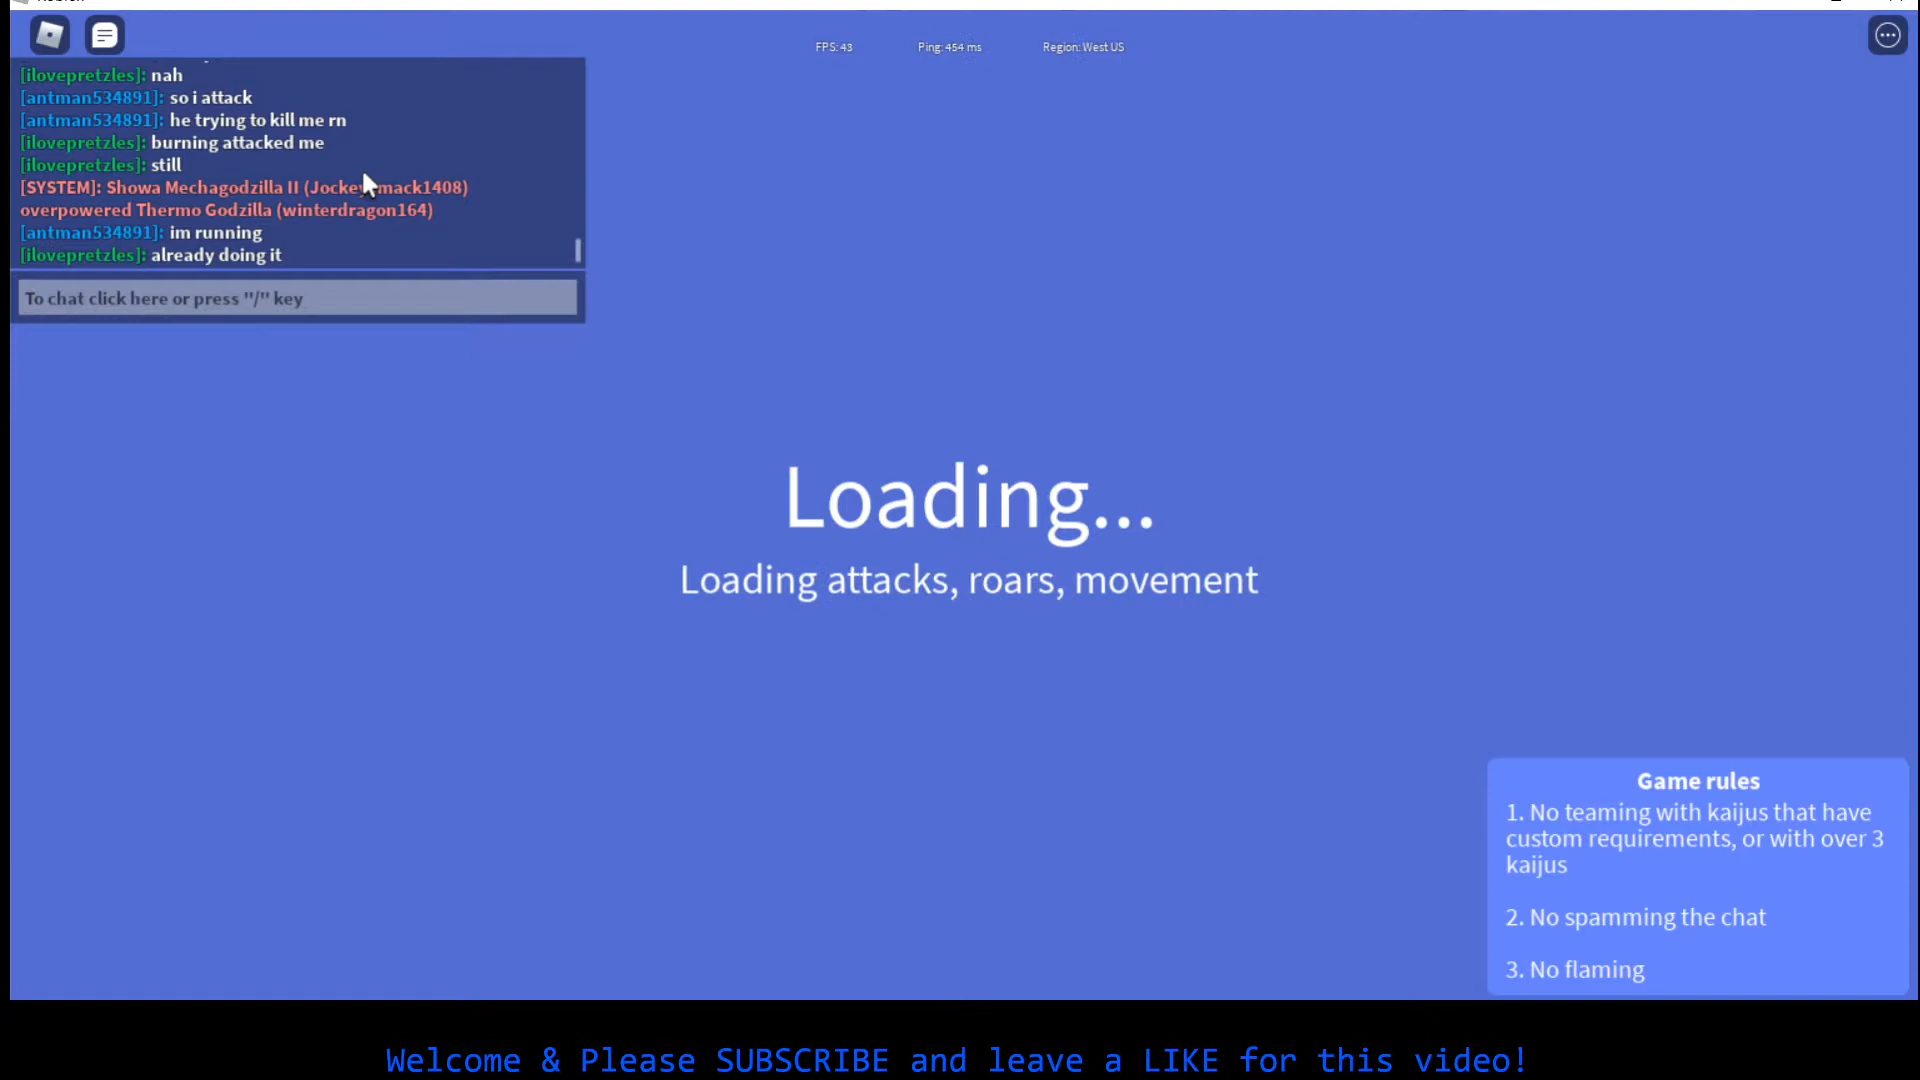 FPS: 43
Ping: 454 ms
Region: West US
[ilovepretzles]: nah
[antman534891]: so i attack
[antman534891]: he trying to kill me rn
[ilovepretzles]: burning attacked me
[ilovepretzles]: still
[SYSTEM]: Showa Mechagodzilla II
overpowered Thermo Godzilla (winterdragon164)
[antman534891]: im running
[ilovepretzles]: already doing it
To chat click here or press "/" key
Loading...
Loading attacks, roars, movement
Game rules
1. No teaming with kaijus that have
custom requirements, or with over 3
kaijus
2. No spamming the chat
3. No flaming
Welcome & Please SUBSCRIBE and leave a LIKE for this video!